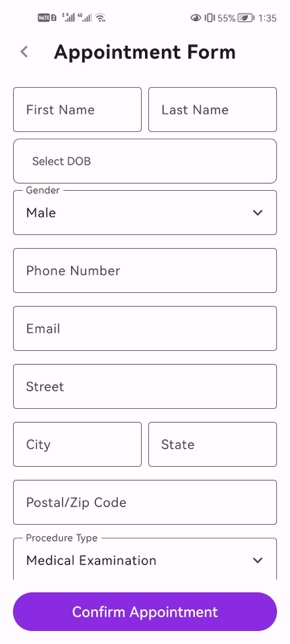 55% 1:35
Appointment Form
First Name Last Name
Select DOB
Gender
Male
Phone Number
Email
Street
City State
Postal/Zip Code
Procedure Type
Medical Examination
Confirm Appointment